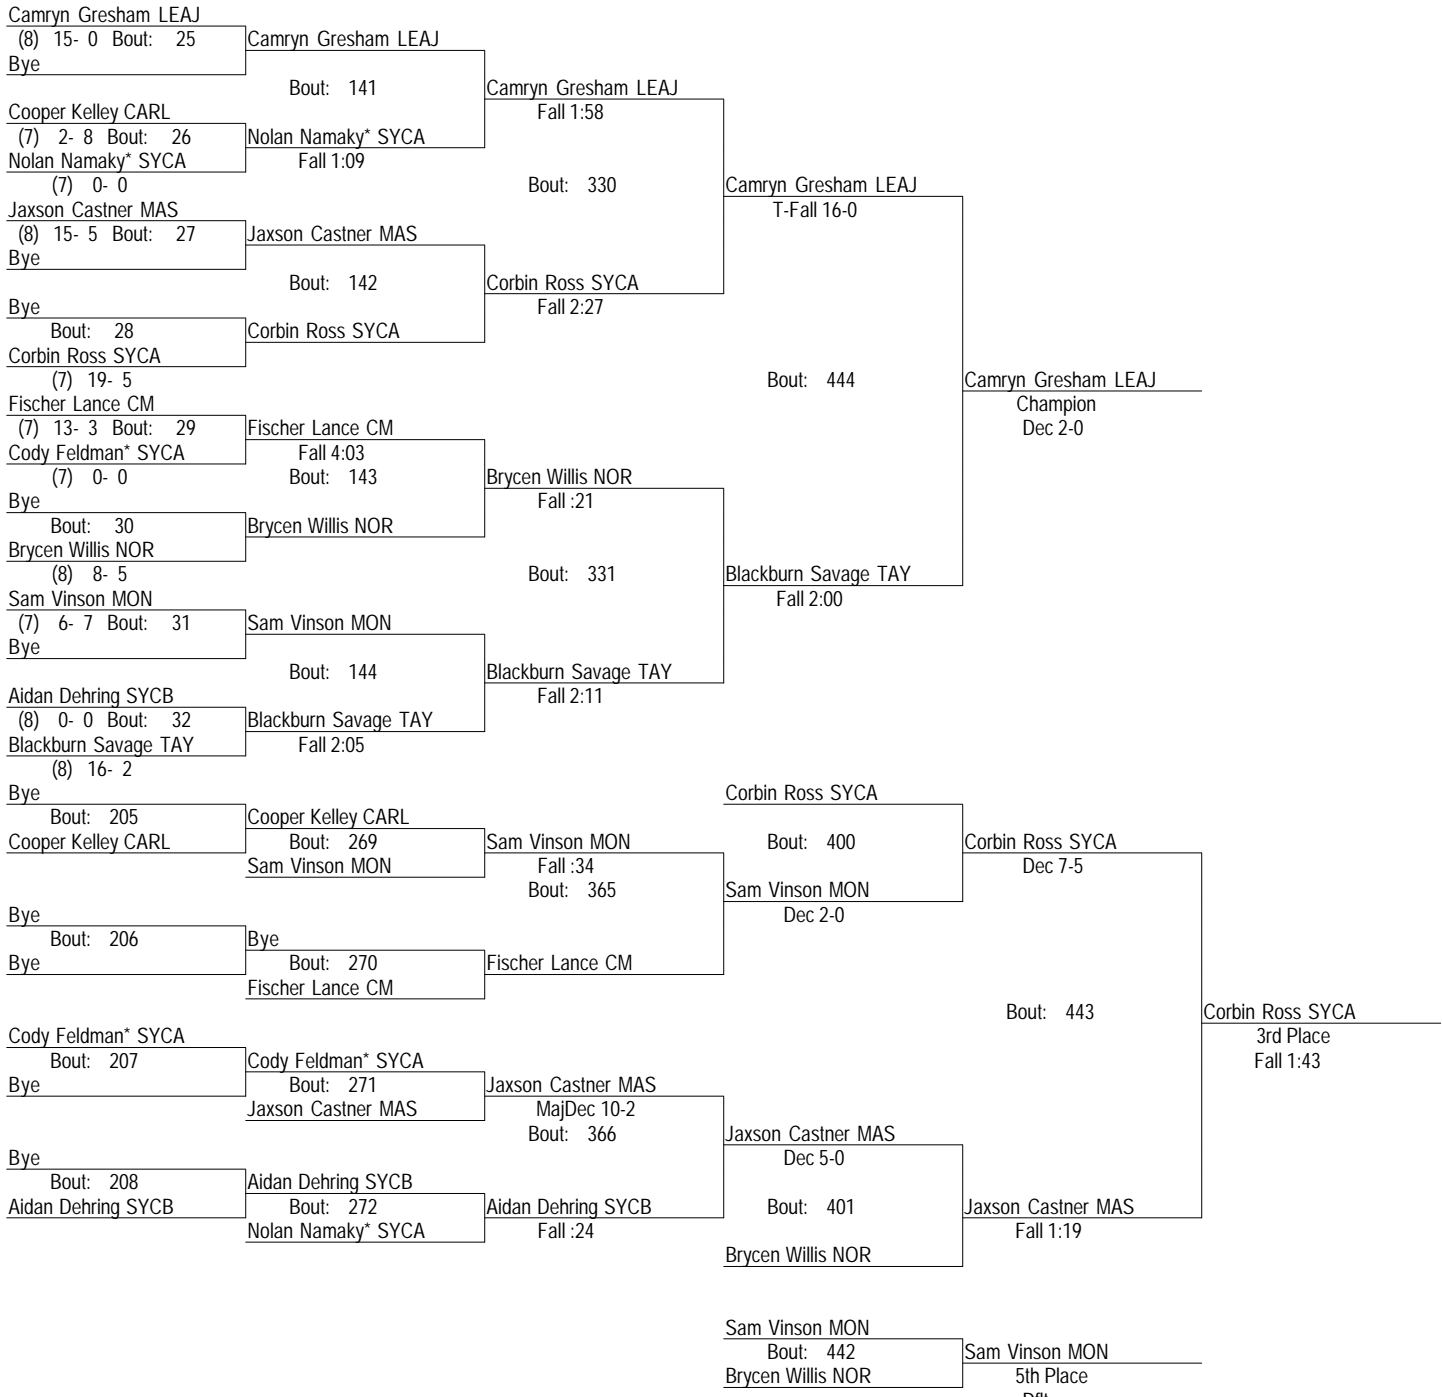 Camryn Gresham LEAJ
(8) 15- 0 Bout: 25
Bye
Camryn Gresham LEAJ
Bout: 141
Cooper Kelley CARL
(7) 2- 8 Bout: 26
Nolan Namaky* SYCA
(7) 0- 0
Nolan Namaky* SYCA
Fall 1:09
Camryn Gresham LEAJ
Fall 1:58
Bout: 330
Jaxson Castner MAS
(8) 15- 5 Bout: 27
Bye
Jaxson Castner MAS
Bout: 142
Bye
Bout: 28
Corbin Ross SYCA
(7) 19- 5
Corbin Ross SYCA
Corbin Ross SYCA
Fall 2:27
Camryn Gresham LEAJ
T-Fall 16-0
Bout: 444
Camryn Gresham LEAJ
Champion
Dec 2-0
Fischer Lance CM
(7) 13- 3 Bout: 29
Cody Feldman* SYCA
(7) 0- 0
Fischer Lance CM
Fall 4:03
Bout: 143
Bye
Bout: 30
Brycen Willis NOR
(8) 8- 5
Brycen Willis NOR
Brycen Willis NOR
Fall :21
Bout: 331
Blackburn Savage TAY
Fall 2:00
Sam Vinson MON
(7) 6- 7 Bout: 31
Bye
Sam Vinson MON
Bout: 144
Aidan Dehring SYCB
(8) 0- 0 Bout: 32
Blackburn Savage TAY
(8) 16- 2
Blackburn Savage TAY
Fall 2:05
Blackburn Savage TAY
Fall 2:11
Bye
Bout: 205
Cooper Kelley CARL
Cooper Kelley CARL
Bout: 269
Sam Vinson MON
Sam Vinson MON
Fall :34
Bout: 365
Bye
Bout: 206
Bye
Bye
Bout: 270
Fischer Lance CM
Fischer Lance CM
Corbin Ross SYCA
Bout: 400
Sam Vinson MON
Dec 2-0
Corbin Ross SYCA
Dec 7-5
Bout: 443
Corbin Ross SYCA
3rd Place
Fall 1:43
Cody Feldman* SYCA
Bout: 207
Bye
Cody Feldman* SYCA
Bout: 271
Jaxson Castner MAS
Jaxson Castner MAS
MajDec 10-2
Bout: 366
Bye
Bout: 208
Aidan Dehring SYCB
Aidan Dehring SYCB
Bout: 272
Nolan Namaky* SYCA
Aidan Dehring SYCB
Fall :24
Jaxson Castner MAS
Dec 5-0
Bout: 401
Brycen Willis NOR
Jaxson Castner MAS
Fall 1:19
Sam Vinson MON
Bout: 442
Brycen Willis NOR
Sam Vinson MON
5th Place